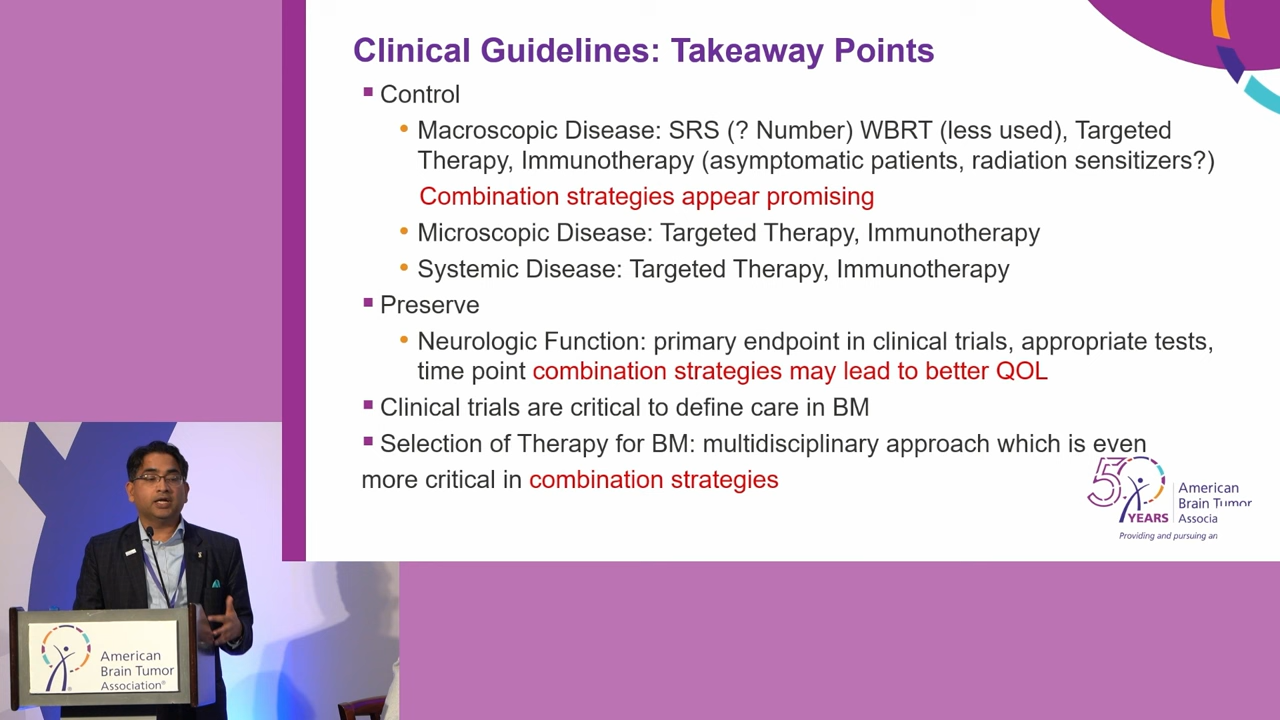 Clinical Guidelines: Takeaway Points
▪ Control
• Macroscopic Disease: SRS (? Number) WBRT (less used), Targeted
Therapy, Immunotherapy (asymptomatic patients, radiation sensitizers?)
Combination strategies appear promising
• Microscopic Disease: Targeted Therapy, Immunotherapy
• Systemic Disease: Targeted Therapy, Immunotherapy
▪ Preserve
• Neurologic Function: primary endpoint in clinical trials, appropriate tests,
time point combination strategies may lead to better QOL
▪ Clinical trials are critical to define care in BM
▪ Selection of Therapy for BM: multidisciplinary approach which is even
more critical in combination strategies
50
YEARS
American
Brain Tumor
Associa
Providing and pursuing an
American
Brain Tumor
Association®